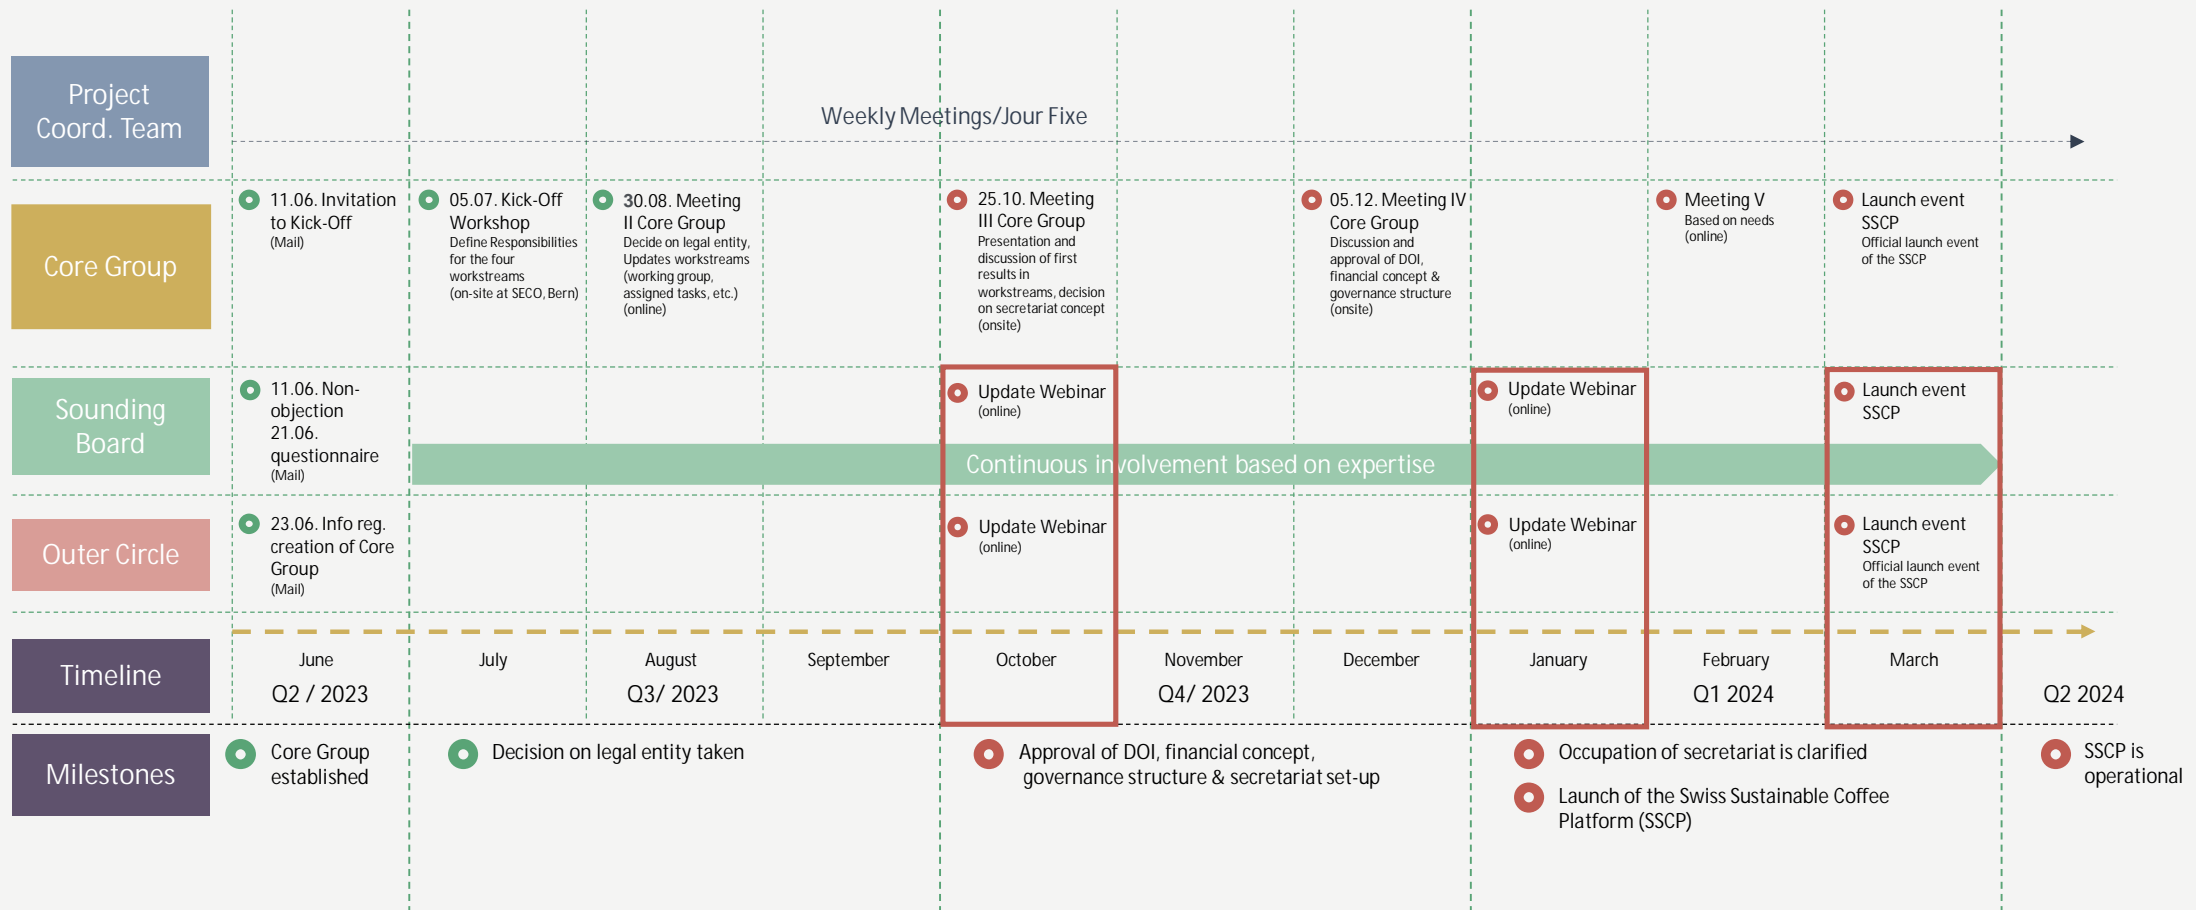 Project
Coord. Team
Weekly Meetings/Jour Fixe
Core Group
11.06. Invitation
to Kick-Off
(Mail)
05.07. Kick-Off
Workshop
Define Responsibilities
for the four
workstreams
(on-site at SECO, Bern)
30.08. Meeting
II Core Group
Decide on legal entity,
Updates workstreams
(working group,
assigned tasks, etc.)
(online)
25.10. Meeting
III Core Group
Presentation and
discussion of first
results in
workstreams, decision
on secretariat concept
(onsite)
05.12. Meeting IV
Core Group
Discussion and
approval of DOI,
financial concept &
governance structure
(onsite)
Meeting V
Based on needs
(online)
Launch event
SSCP
Official launch event
of the SSCP
Sounding
Board
11.06. Non-
objection
21.06.
questionnaire
(Mail)
Update Webinar
(online)
Update Webinar
(online)
Launch event
SSCP
Continuous involvement based on expertise
Outer Circle
23.06. Info reg.
creation of Core
Group
(Mail)
Update Webinar
(online)
Update Webinar
(online)
Launch event
SSCP
Official launch event
of the SSCP
Timeline
June
July
August
September
October
November
December
January
February
March
Q2 / 2023
Q3/ 2023
Q4/ 2023
Q1 2024
Q2 2024
Milestones
Core Group
established
Decision on legal entity taken
Approval of DOI, financial concept,
governance structure & secretariat set-up
Occupation of secretariat is clarified
Launch of the Swiss Sustainable Coffee
Platform (SSCP)
SSCP is
operational